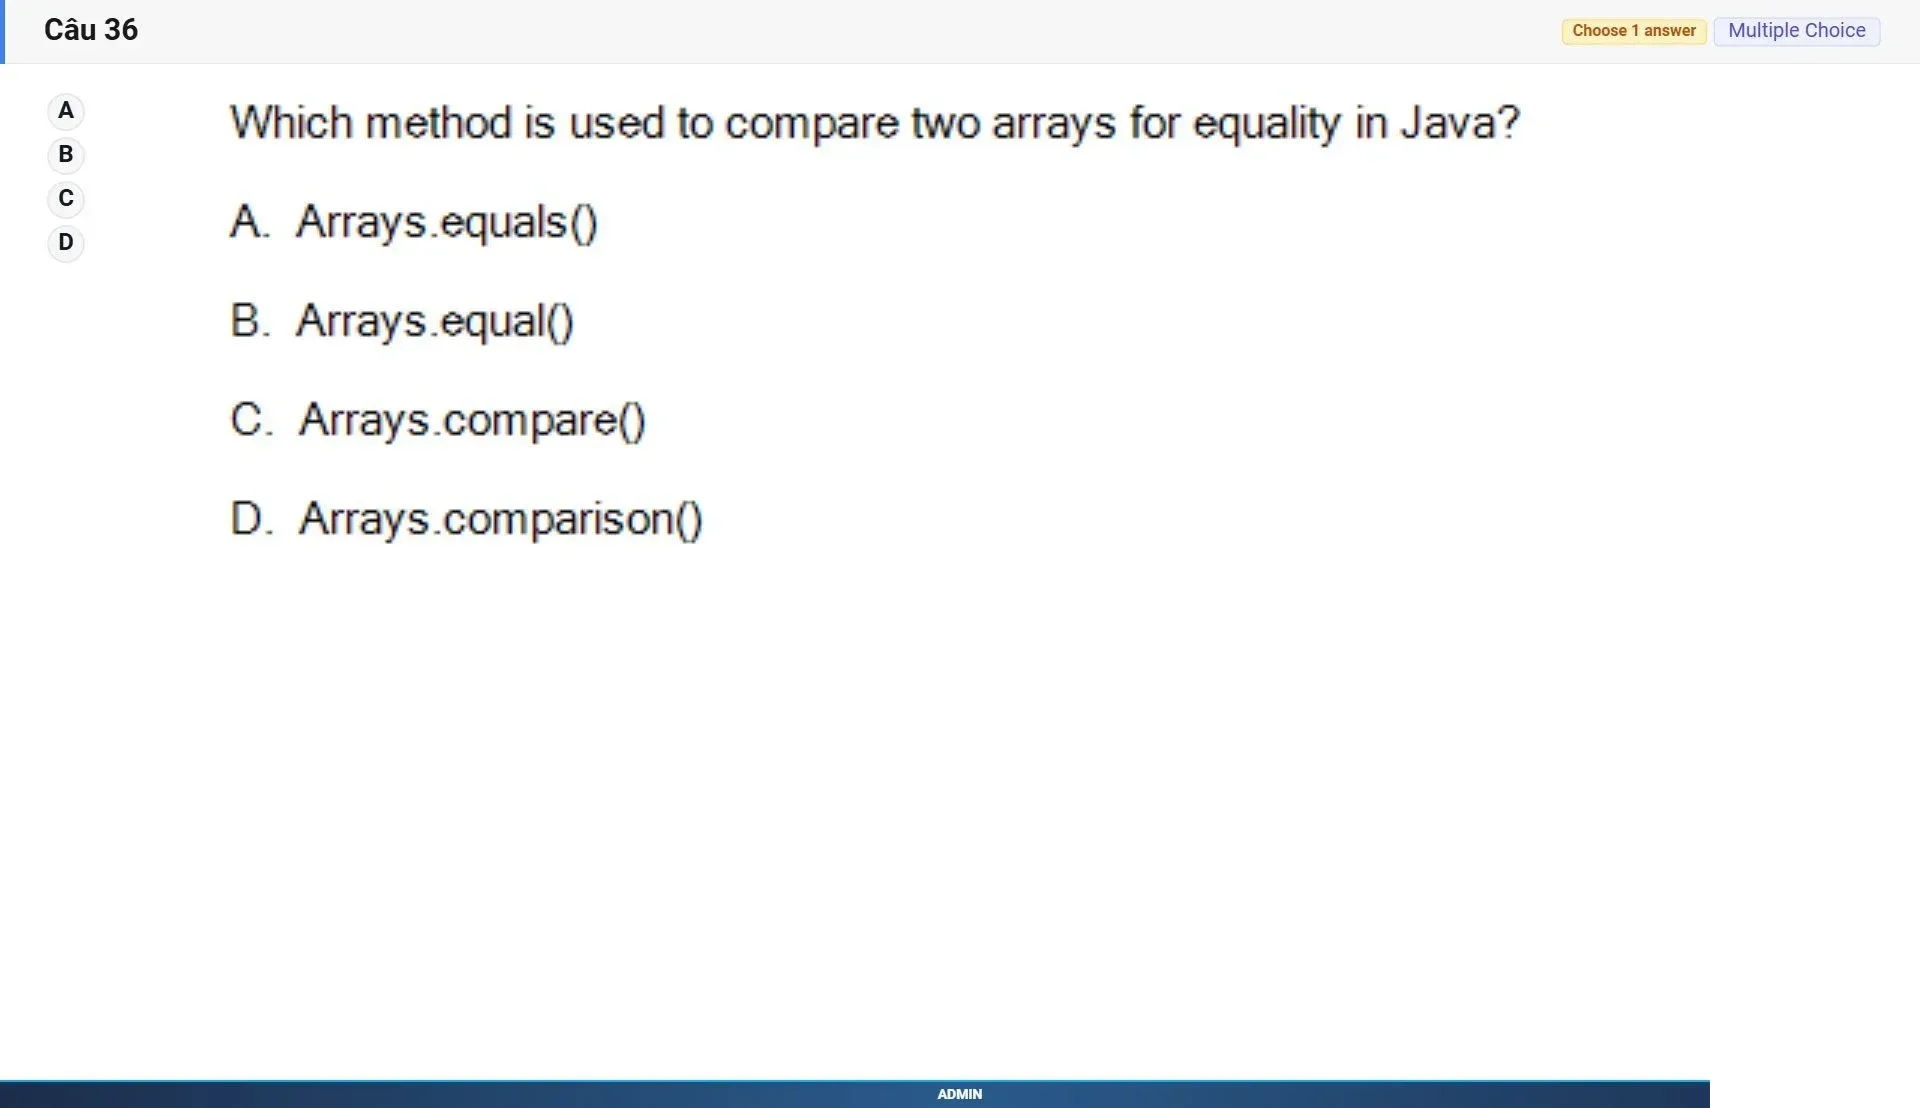 Câu 36
Choose 1 answer
Multiple Choice
A
B
C
D
Which method is used to compare two arrays for equality in Java?
A. Arrays.equals()
B. Arrays.equal()
C. Arrays.compare()
D. Arrays.comparison()
ADMIN